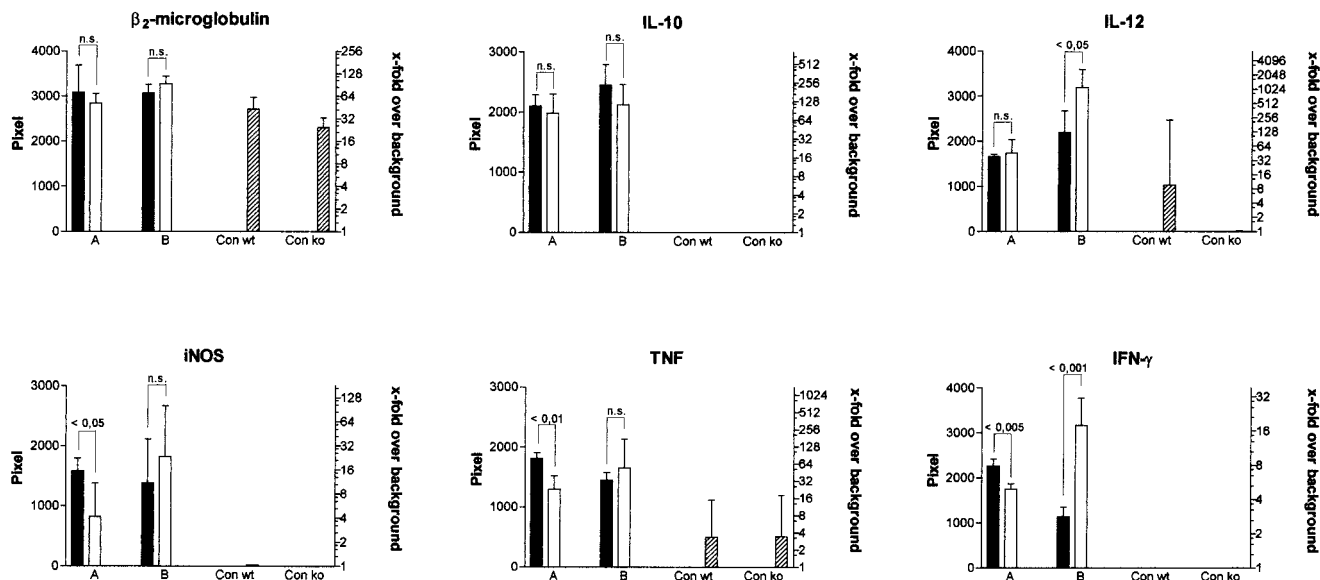 β₂-microglobulin
n.s.
n.s.
Pixel
4000
3000
2000
1000
0
256
128
64
32
16
8
4
2
1
x-fold over background
A
B
Con wt
Con ko
IL-10
n.s.
n.s.
3000
2000
1000
0
512
256
128
64
32
16
8
4
2
1
x-fold over background
A
B
Con wt
Con ko
IL-12
n.s.
< 0,05
Pixel
4000
3000
2000
1000
0
4096
2048
1024
512
256
128
64
32
16
8
4
2
1
x-fold over background
A
B
Con wt
Con ko
iNOS
< 0,05
n.s.
Pixel
3000
2000
1000
0
128
64
32
16
8
4
2
1
x-fold over background
A
B
Con wt
Con ko
TNF
< 0,01
n.s.
Pixel
3000
2000
1000
0
1024
512
256
128
64
32
16
8
4
2
1
x-fold over background
A
B
Con wt
Con ko
IFN-γ
< 0,005
< 0,001
Pixel
4000
3000
2000
1000
0
32
16
8
4
2
1
x-fold over background
A
B
Con wt
Con ko